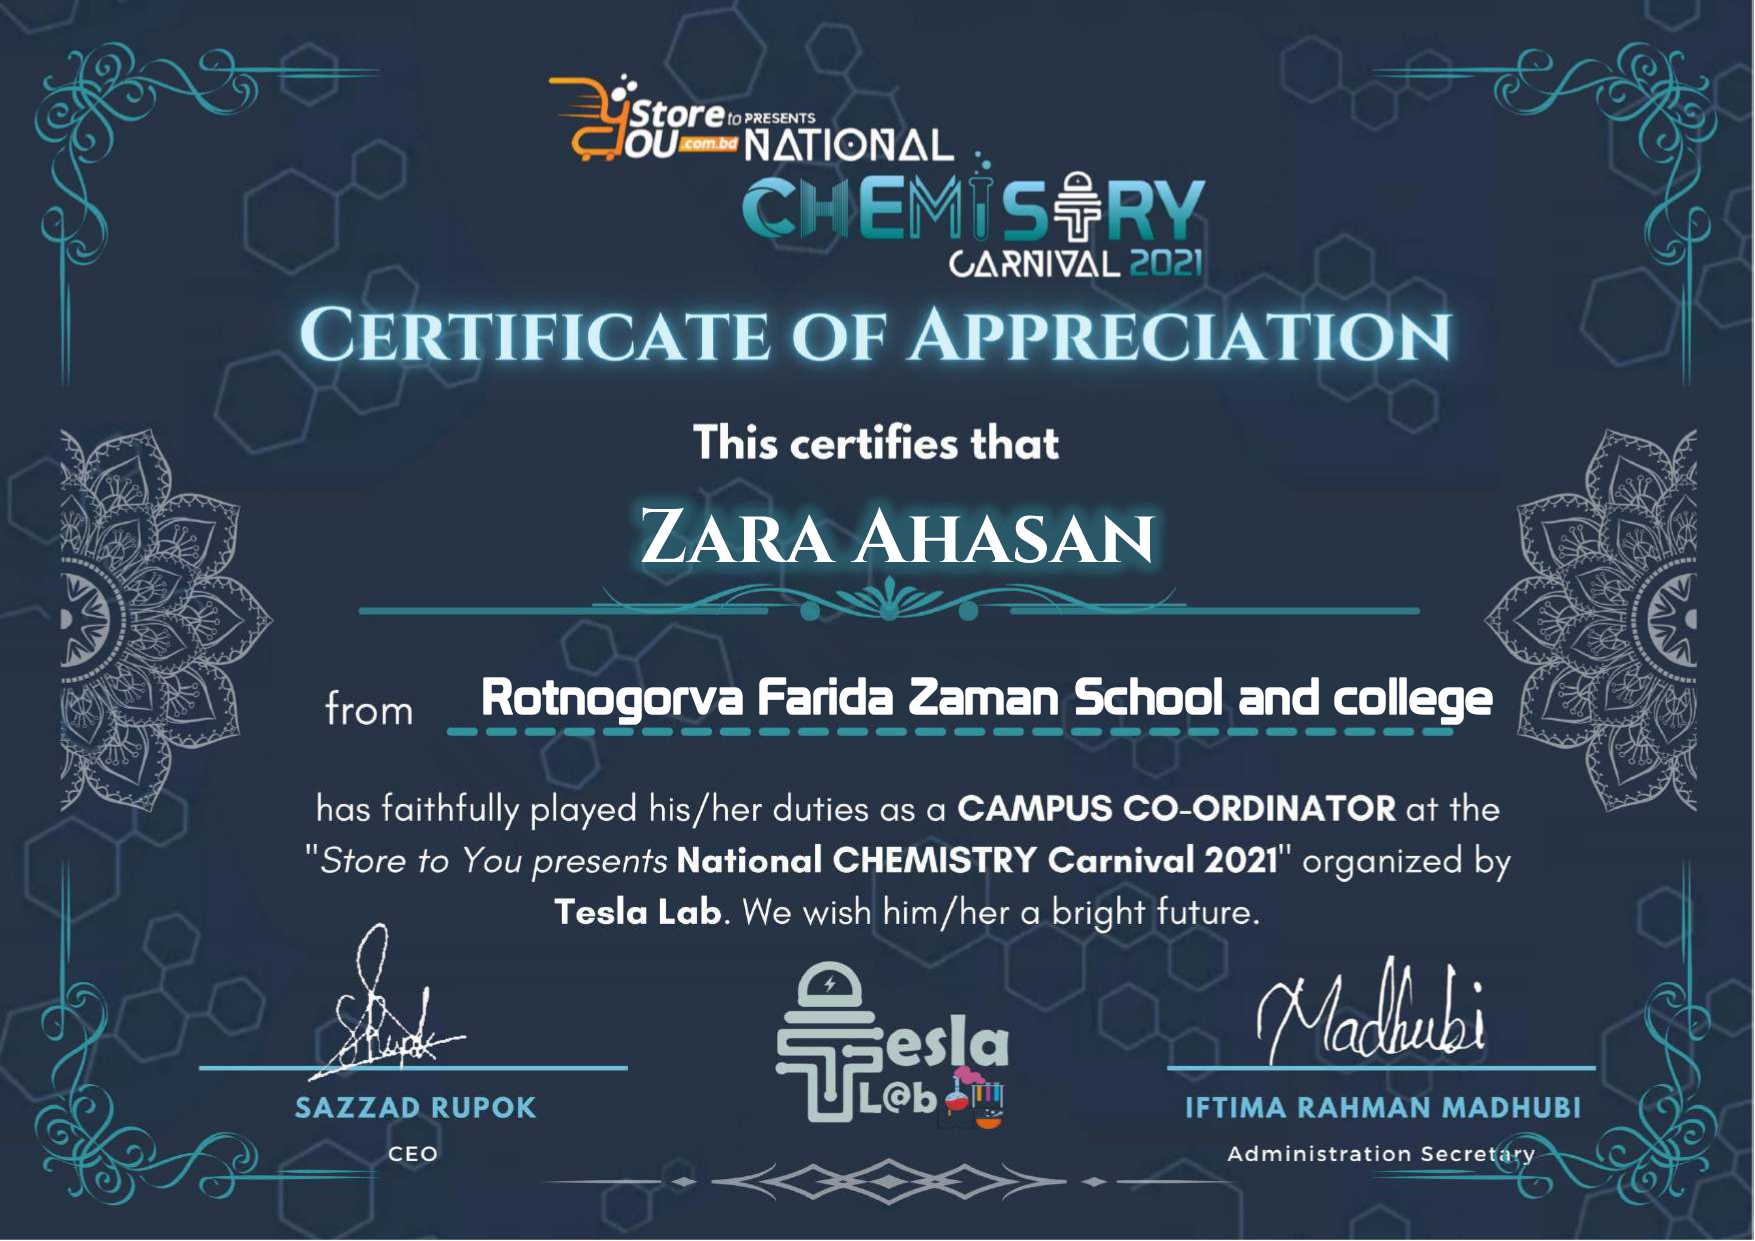 Store to PRESENTS
YOU .com.bd NATIONAL
CHEMISTRY
CARNIVAL 2021
CERTIFICATE OF APPRECIATION
This certifies that
ZARA AHASAN
from Rotnogorva Farida Zaman School and college
has faithfully played his/her duties as a CAMPUS CO-ORDINATOR at the
"Store to You presents National CHEMISTRY Carnival 2021" organized by
Tesla Lab. We wish him/her a bright future.
Rupok
Madhubi
Tesla
L@b
SAZZAD RUPOK
CEO
IFTIMA RAHMAN MADHUBI
Administration Secretary